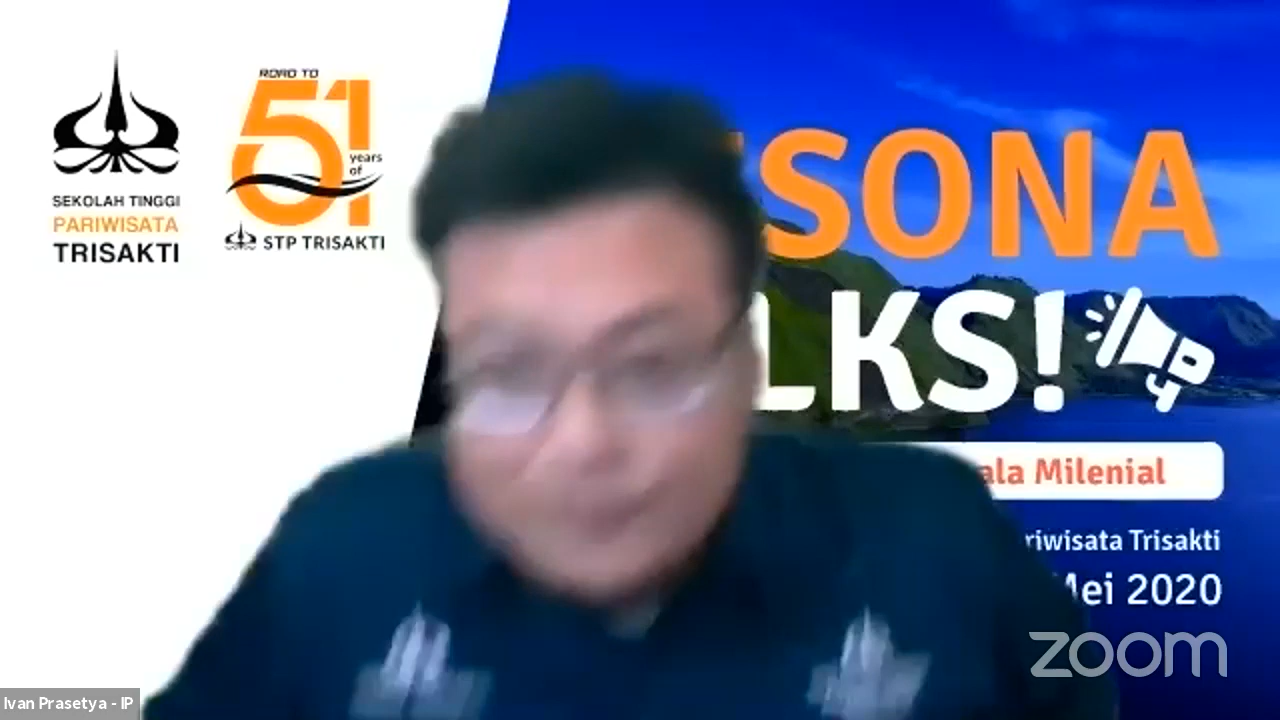 SEKOLAH TINGGI
PARIWISATA
TRISAKTI
ROAD TO
51
years
of
STP TRISAKTI
SONA
LKS!
ala Milenial
riwisata Trisakti
Mei 2020
zoom
Ivan Prasetya - IP